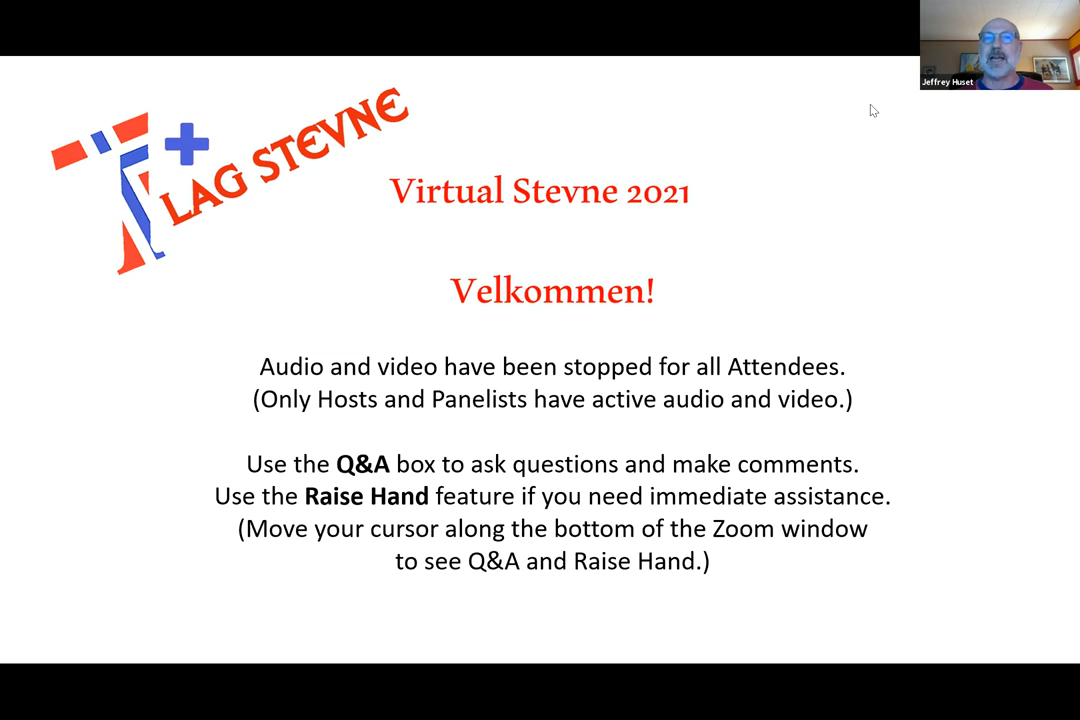 Jeffrey Huset
7+
LAG STEVNE
Virtual Stevne 2021
Velkommen!
Audio and video have been stopped for all Attendees.
(Only Hosts and Panelists have active audio and video.)
Use the Q&A box to ask questions and make comments.
Use the Raise Hand feature if you need immediate assistance.
(Move your cursor along the bottom of the Zoom window
to see Q&A and Raise Hand.)